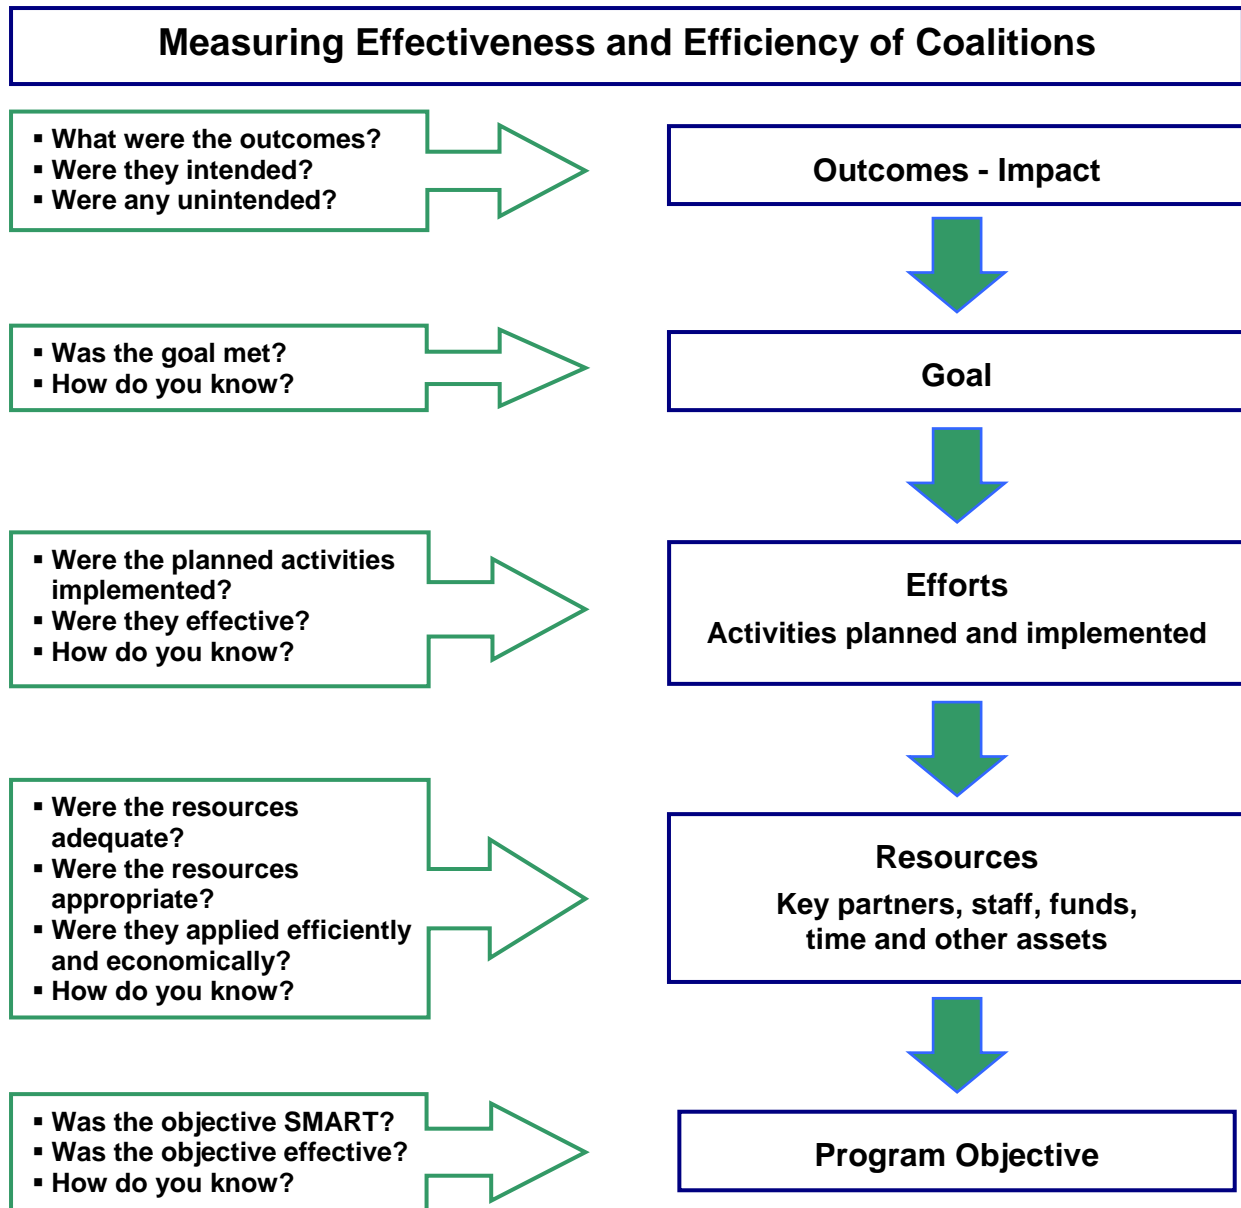 Measuring Effectiveness and Efficiency of Coalitions
▪ What were the outcomes?
▪ Were they intended?
▪ Were any unintended?
Outcomes - Impact
▪ Was the goal met?
▪ How do you know?
Goal
▪ Were the planned activities
implemented?
▪ Were they effective?
▪ How do you know?
Efforts
Activities planned and implemented
▪ Were the resources
adequate?
▪ Were the resources
appropriate?
▪ Were they applied efficiently
and economically?
▪ How do you know?
Resources
Key partners, staff, funds,
time and other assets
▪ Was the objective SMART?
▪ Was the objective effective?
▪ How do you know?
Program Objective